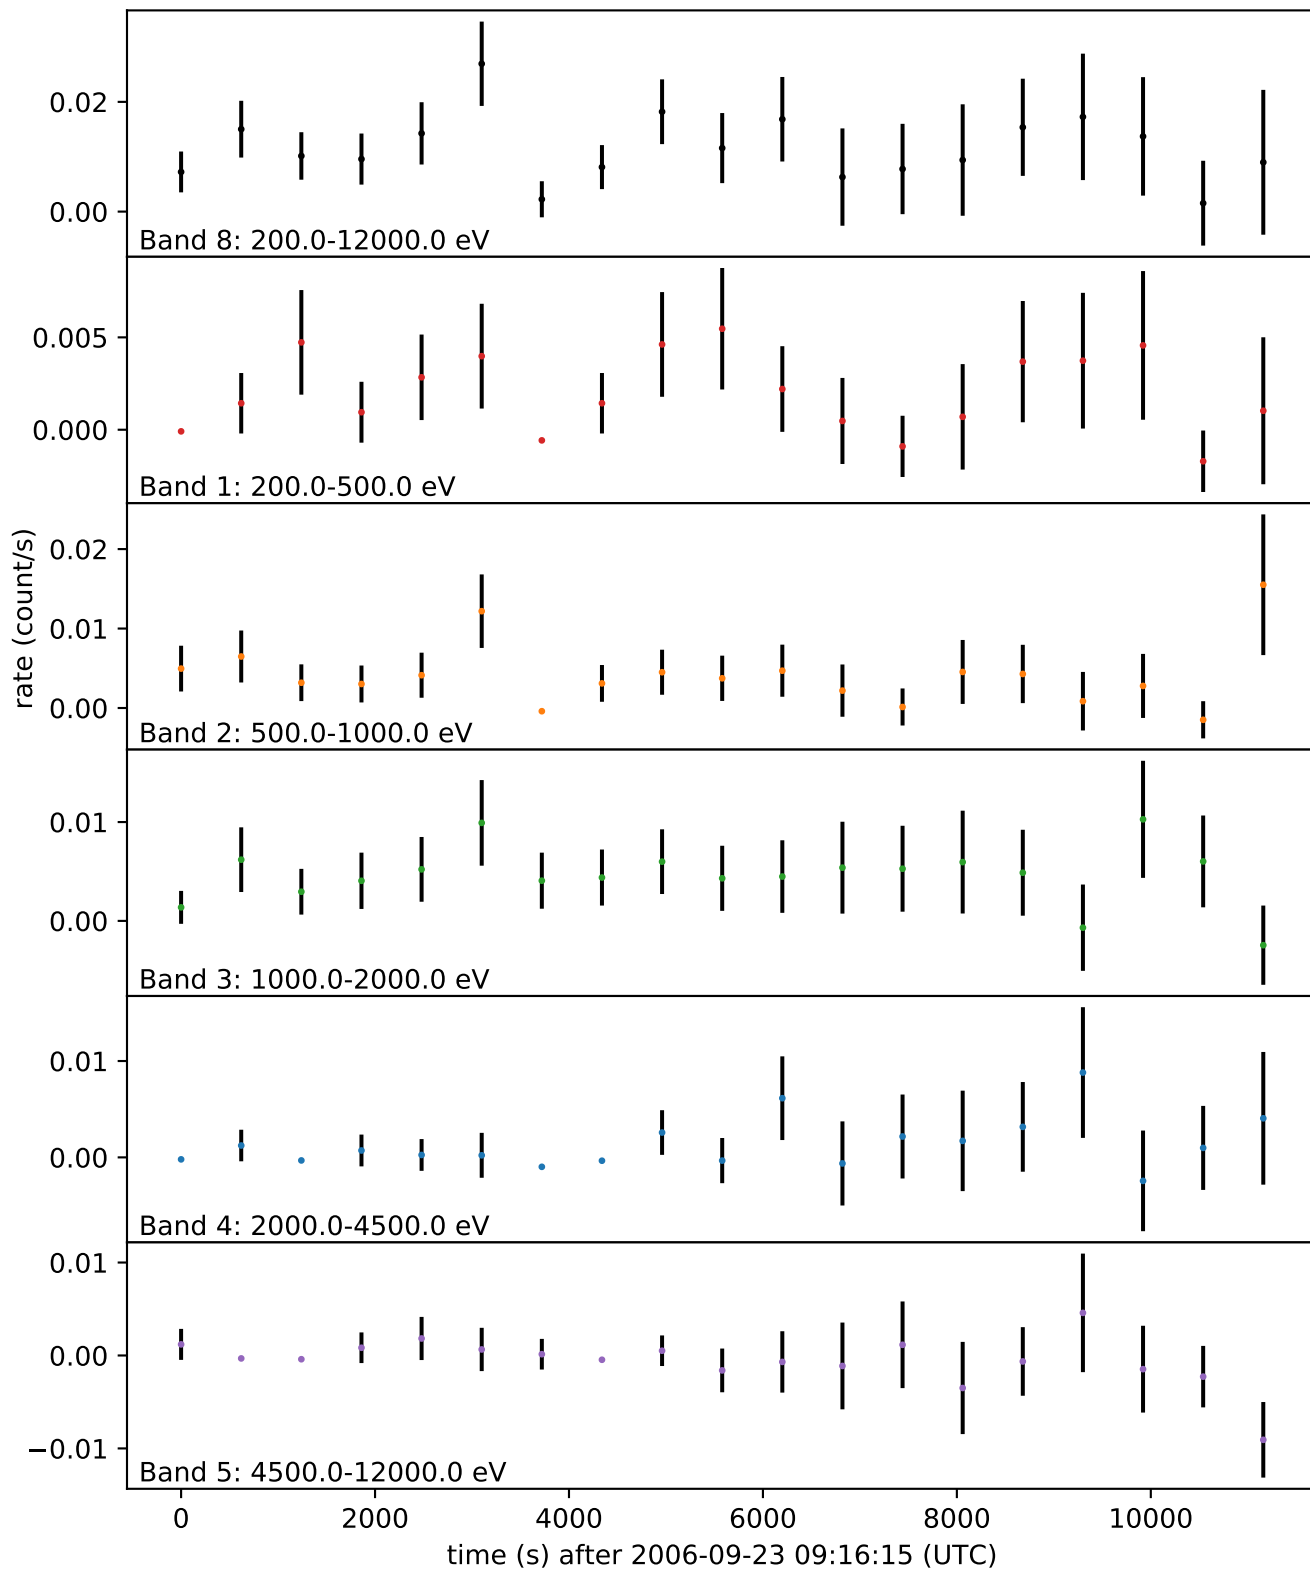 0.02
0.00
Band 8: 200.0-12000.0 eV
0.005
0.000
Band 1: 200.0-500.0 eV
rate (count/s)
0.02
0.01
0.00
Band 2: 500.0-1000.0 eV
0.01
0.00
Band 3: 1000.0-2000.0 eV
0.01
0.00
Band 4: 2000.0-4500.0 eV
0.01
0.00
−0.01
Band 5: 4500.0-12000.0 eV
0 2000 4000 6000 8000 10000
time (s) after 2006-09-23 09:16:15 (UTC)